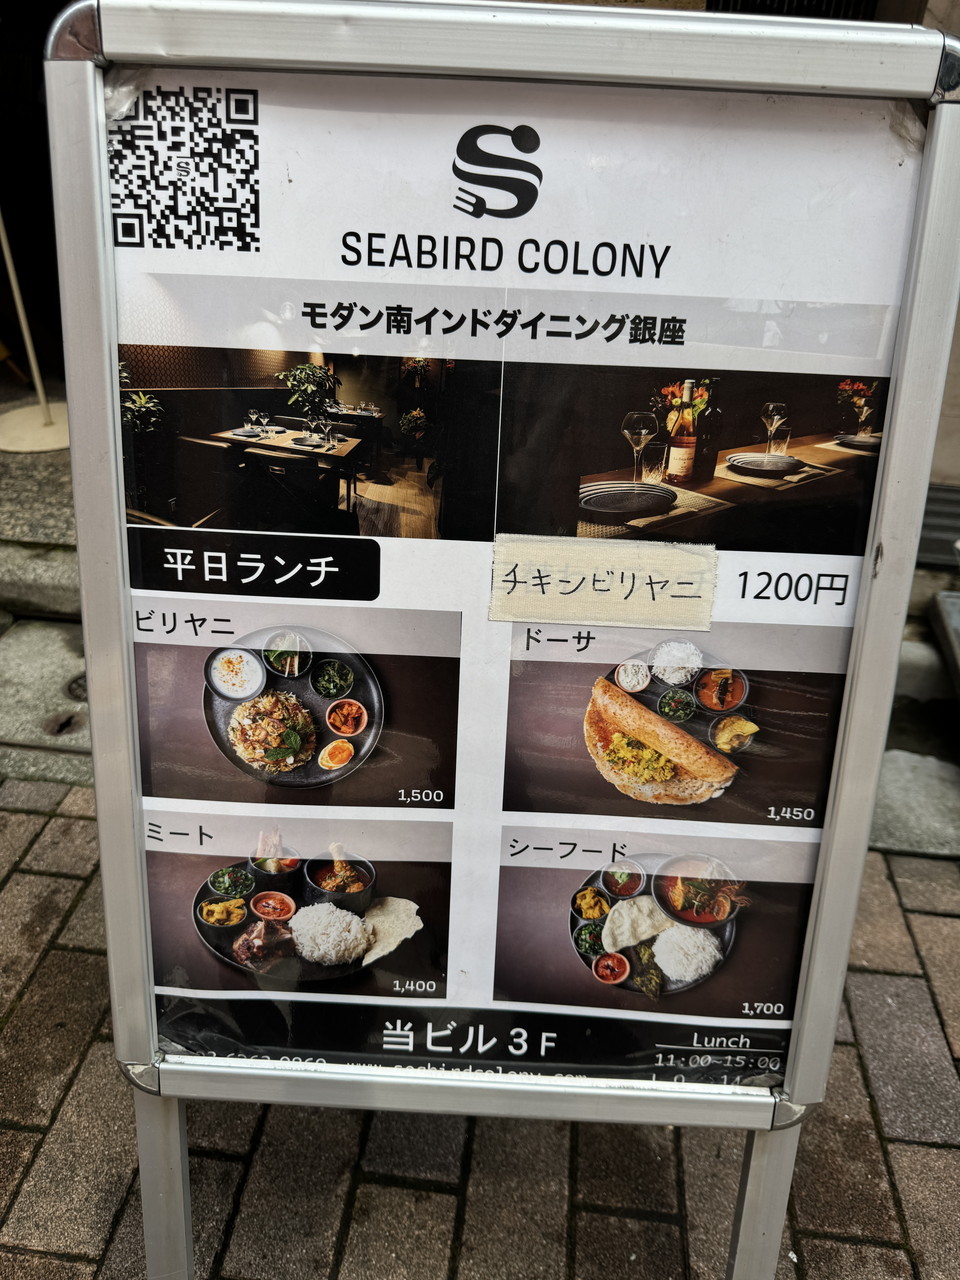 SEABIRD COLONY
モダン南インドダイニング銀座
平日ランチ
チキンビリヤニ 1200円
ビリヤニ
1,500
ドーサ
1,450
ミート
1,400
シーフード
1,700
当ビル3F
Lunch
11:00~15:00
www.seabirdcolony.com